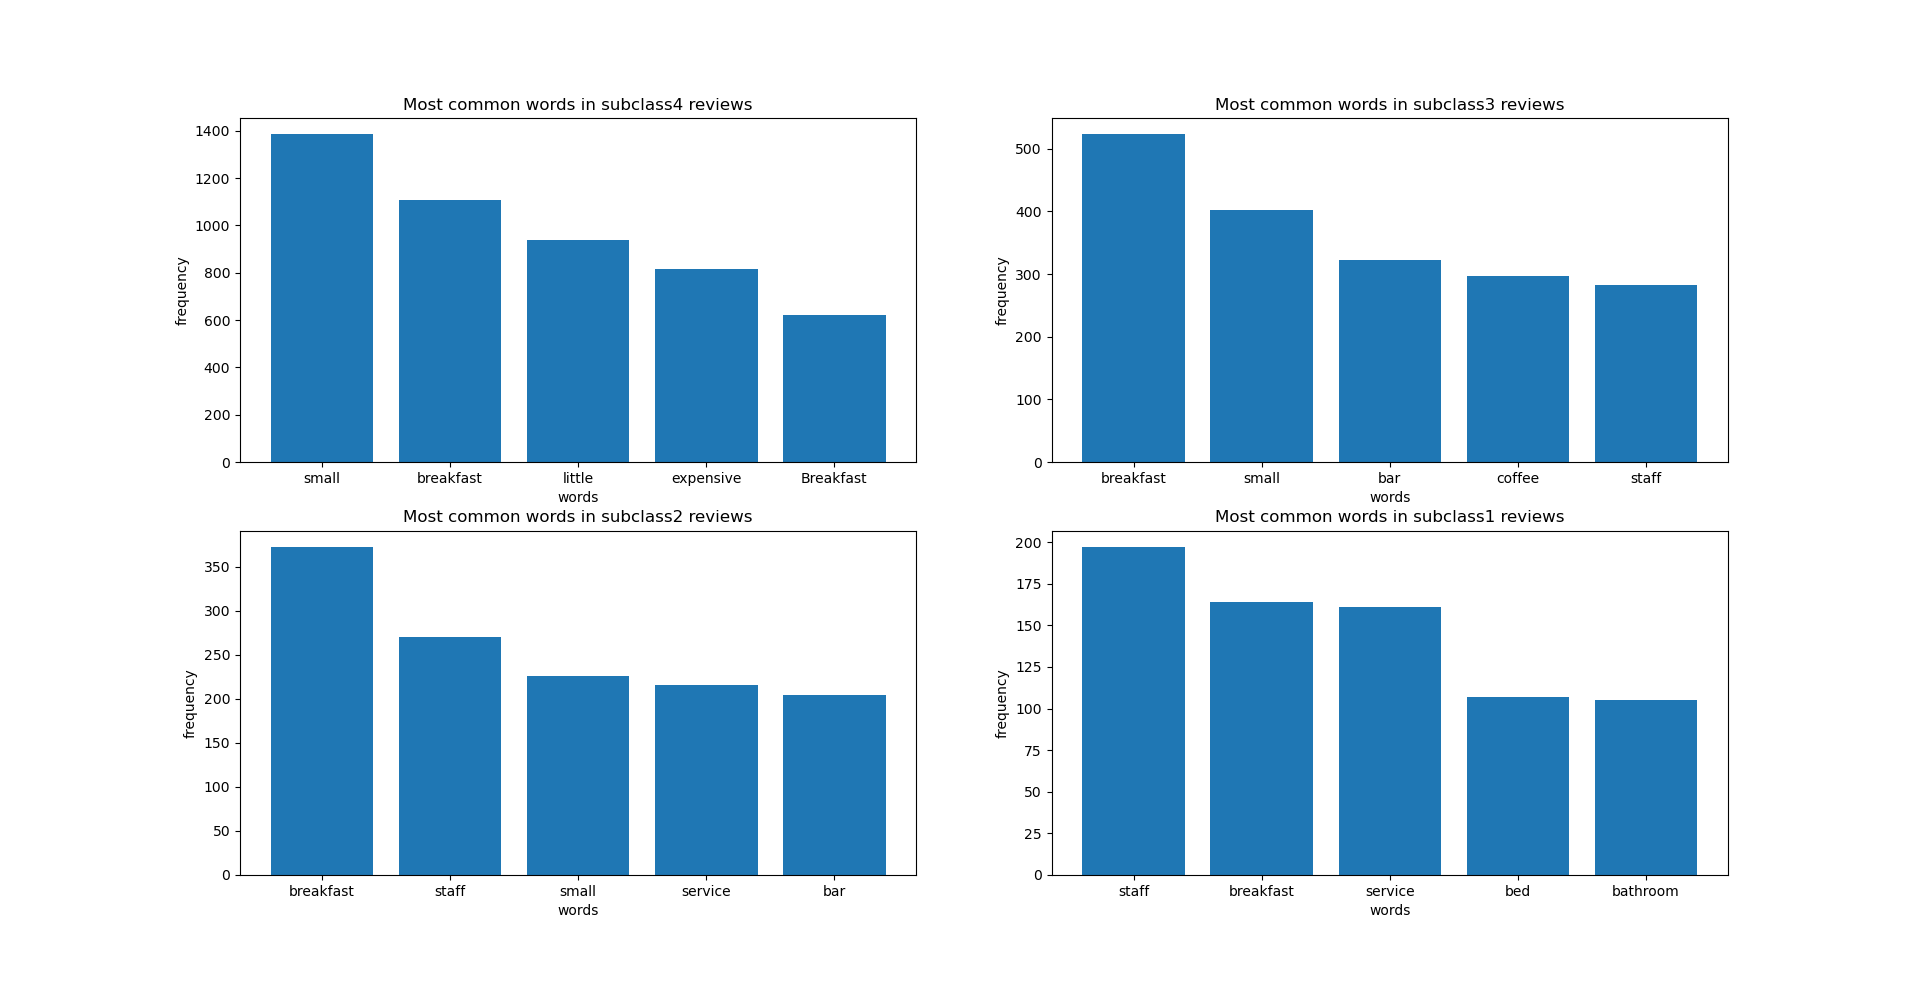 Most common words in subclass4 reviews
1400
1200
1000
800
600
400
200
0
frequency
small breakfast little expensive Breakfast
words
Most common words in subclass3 reviews
500
400
300
200
100
0
frequency
breakfast small bar coffee staff
words
Most common words in subclass2 reviews
350
300
250
200
150
100
50
0
frequency
breakfast staff small service bar
words
Most common words in subclass1 reviews
200
175
150
125
100
75
50
25
0
frequency
staff breakfast service bed bathroom
words